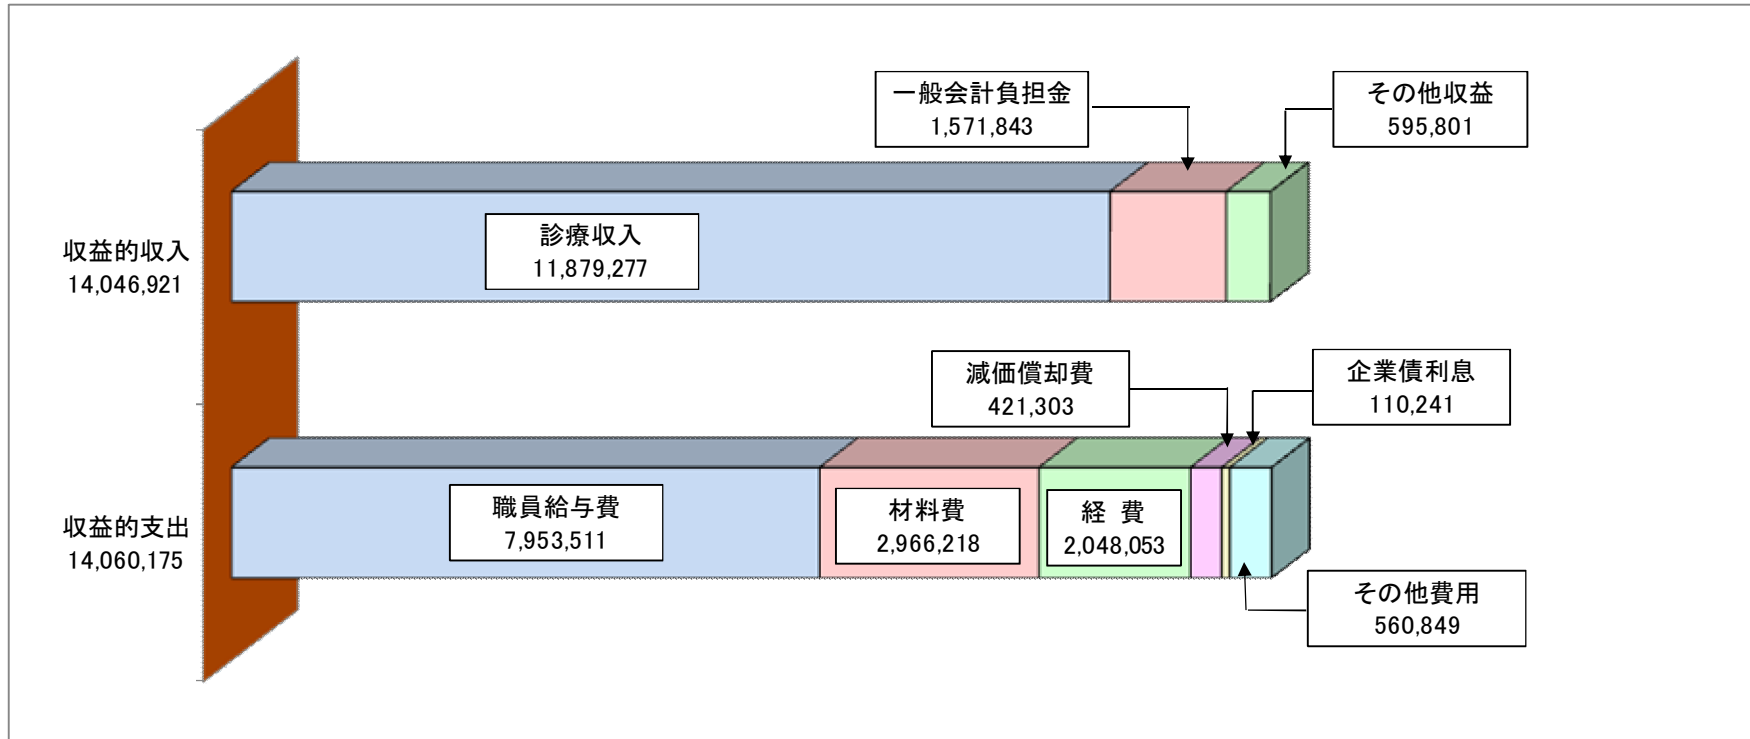 一般会計負担金
1,571,843
その他収益
595,801
診療収入
11,879,277
収益的収入
14,046,921
減価償却費
421,303
企業債利息
110,241
職員給与費
7,953,511
材料費
2,966,218
経 費
2,048,053
収益的支出
14,060,175
その他費用
560,849